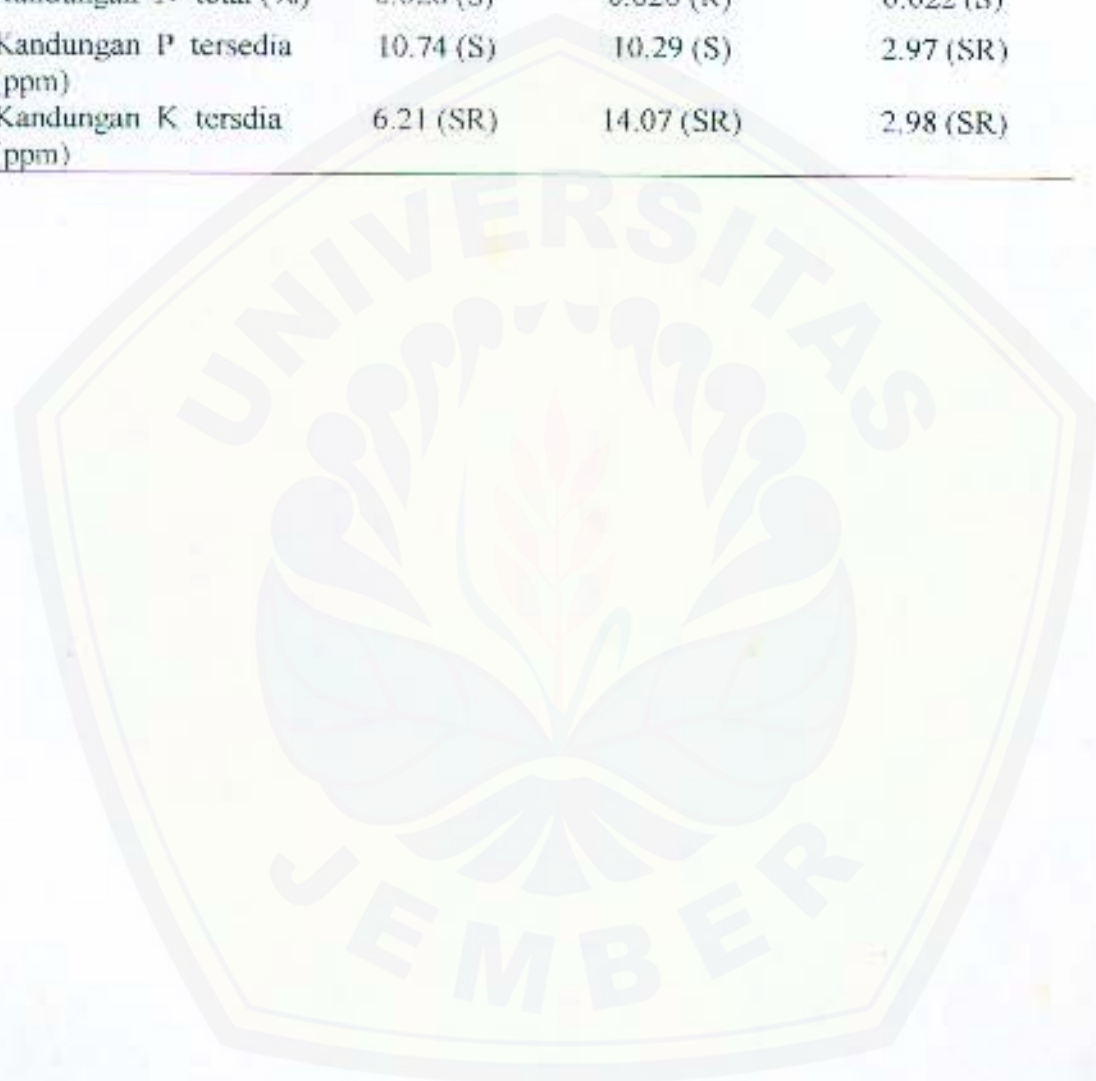 total (%)
Kandungan P tersedia 10.74 (S) 10.29 (S) 2.97 (SR)
(ppm)
Kandungan K tersdia 6.21 (SR) 14.07 (SR) 2.98 (SR)
(ppm)
UNIVERSITAS
JEMBER